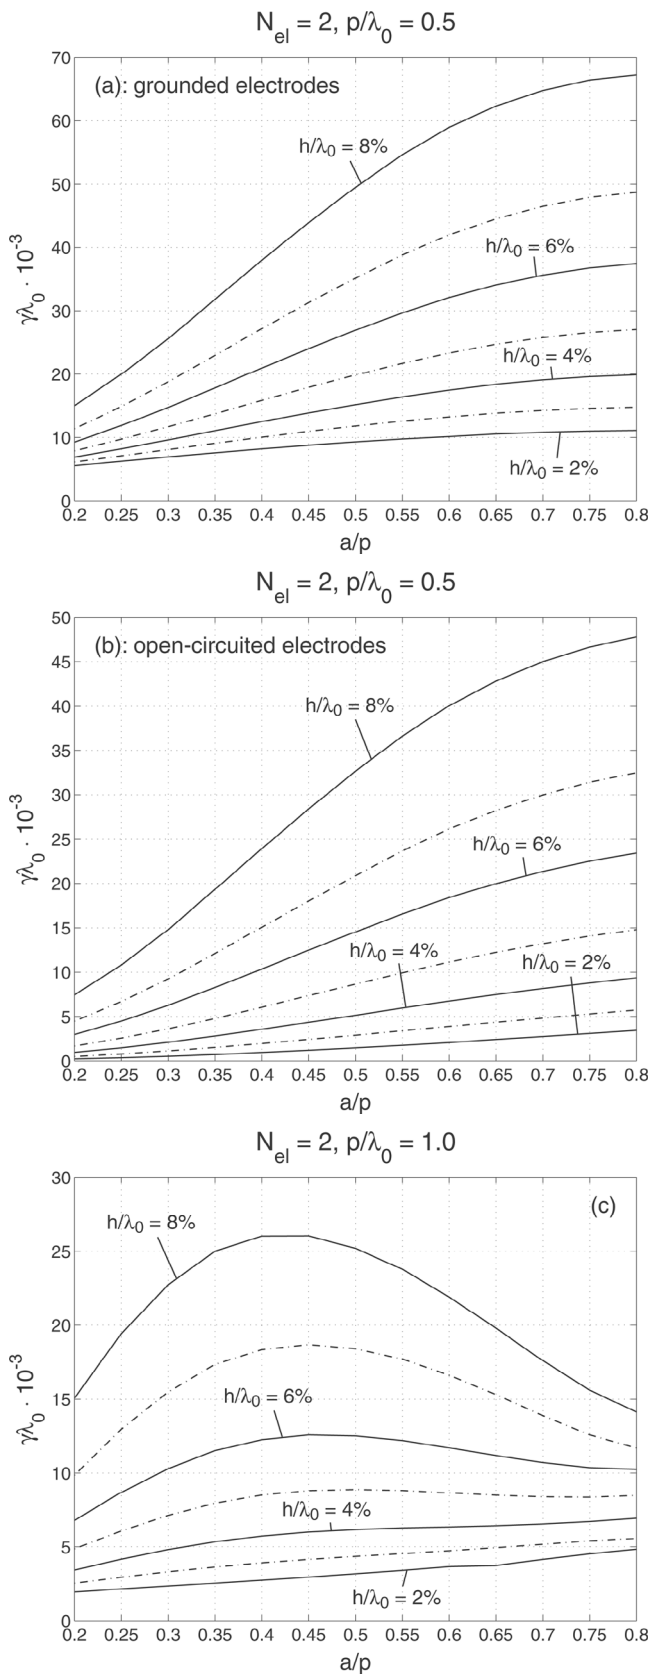 N_el = 2, p/λ_0 = 0.5
(a): grounded electrodes
70
60
50
40
30
20
10
0
γλ_0 · 10^-3
h/λ_0 = 8%
h/λ_0 = 6%
h/λ_0 = 4%
h/λ_0 = 2%
0.2 0.25 0.3 0.35 0.4 0.45 0.5 0.55 0.6 0.65 0.7 0.75 0.8
a/p
N_el = 2, p/λ_0 = 0.5
(b): open-circuited electrodes
50
45
40
35
30
25
20
15
10
5
0
γλ_0 · 10^-3
h/λ_0 = 8%
h/λ_0 = 6%
h/λ_0 = 4%
h/λ_0 = 2%
0.2 0.25 0.3 0.35 0.4 0.45 0.5 0.55 0.6 0.65 0.7 0.75 0.8
a/p
N_el = 2, p/λ_0 = 1.0
(c)
30
25
20
15
10
5
0
γλ_0 · 10^-3
h/λ_0 = 8%
h/λ_0 = 6%
h/λ_0 = 4%
h/λ_0 = 2%
0.2 0.25 0.3 0.35 0.4 0.45 0.5 0.55 0.6 0.65 0.7 0.75 0.8
a/p